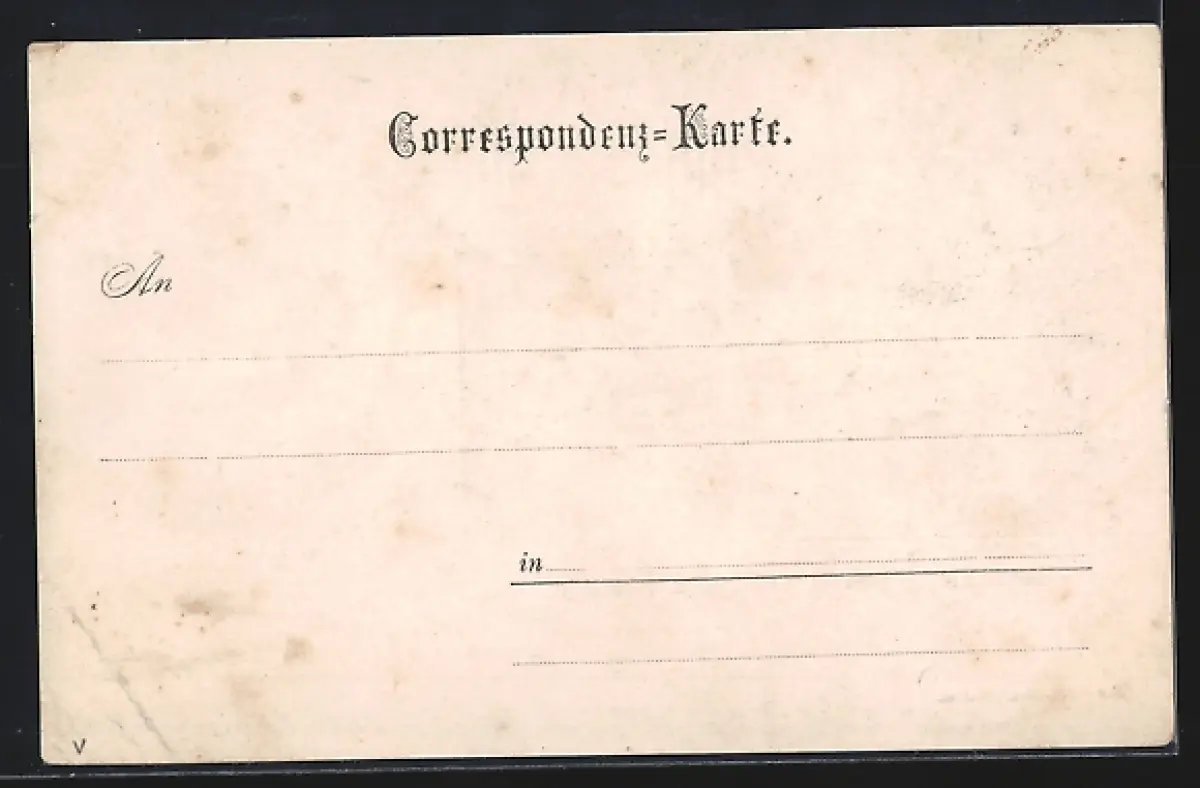 Correspondenz=Karte.
An
in
V